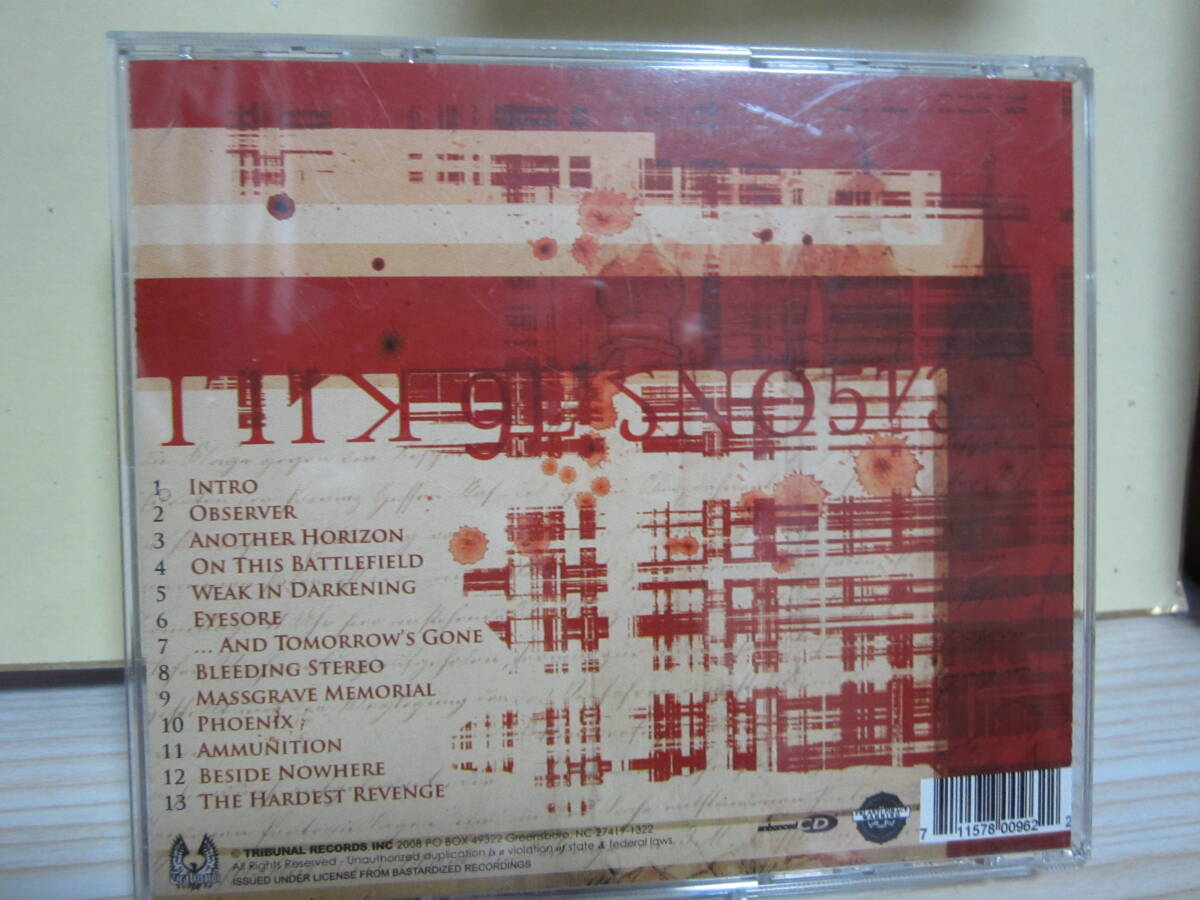 1 INTRO
2 OBSERVER
3 ANOTHER HORIZON
4 ON THIS BATTLEFIELD
5 WEAK IN DARKENING
6 EYESORE
7 ... AND TOMORROW'S GONE
8 BLEEDING STEREO
9 MASSGRAVE MEMORIAL
10 PHOENIX
11 AMMUNITION
12 BESIDE NOWHERE
13 THE HARDEST REVENGE
enhanced CD
7 11578 00962 2
© TRIBUNAL RECORDS INC 2008 PO BOX 49322 Greensboro, NC 27419-1322
All Rights Reserved - Unauthorized duplication is a violation of state & federal laws.
ISSUED UNDER LICENSE FROM BASTARDIZED RECORDINGS